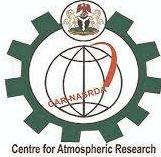 CAR-NASRDA
Centre for Atmospheric Research